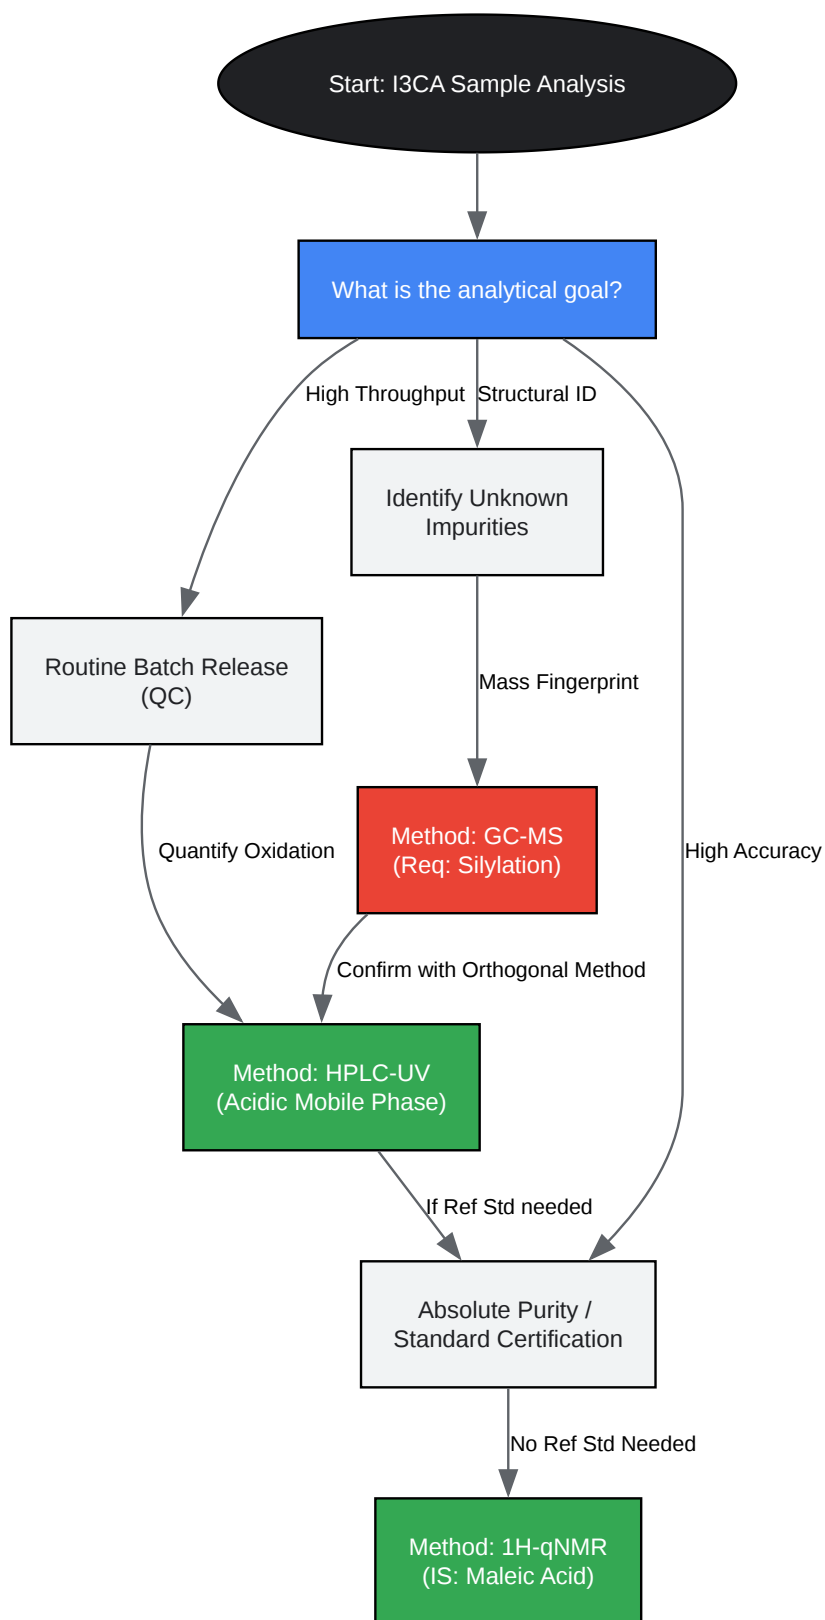 Start: I3CA Sample Analysis
What is the analytical goal?
High Throughput
Structural ID
Identify Unknown
Impurities
Routine Batch Release
(QC)
Mass Fingerprint
Method: GC-MS
(Req: Silylation)
Quantify Oxidation
High Accuracy
Confirm with Orthogonal Method
Method: HPLC-UV
(Acidic Mobile Phase)
If Ref Std needed
Absolute Purity /
Standard Certification
No Ref Std Needed
Method: 1H-qNMR
(IS: Maleic Acid)